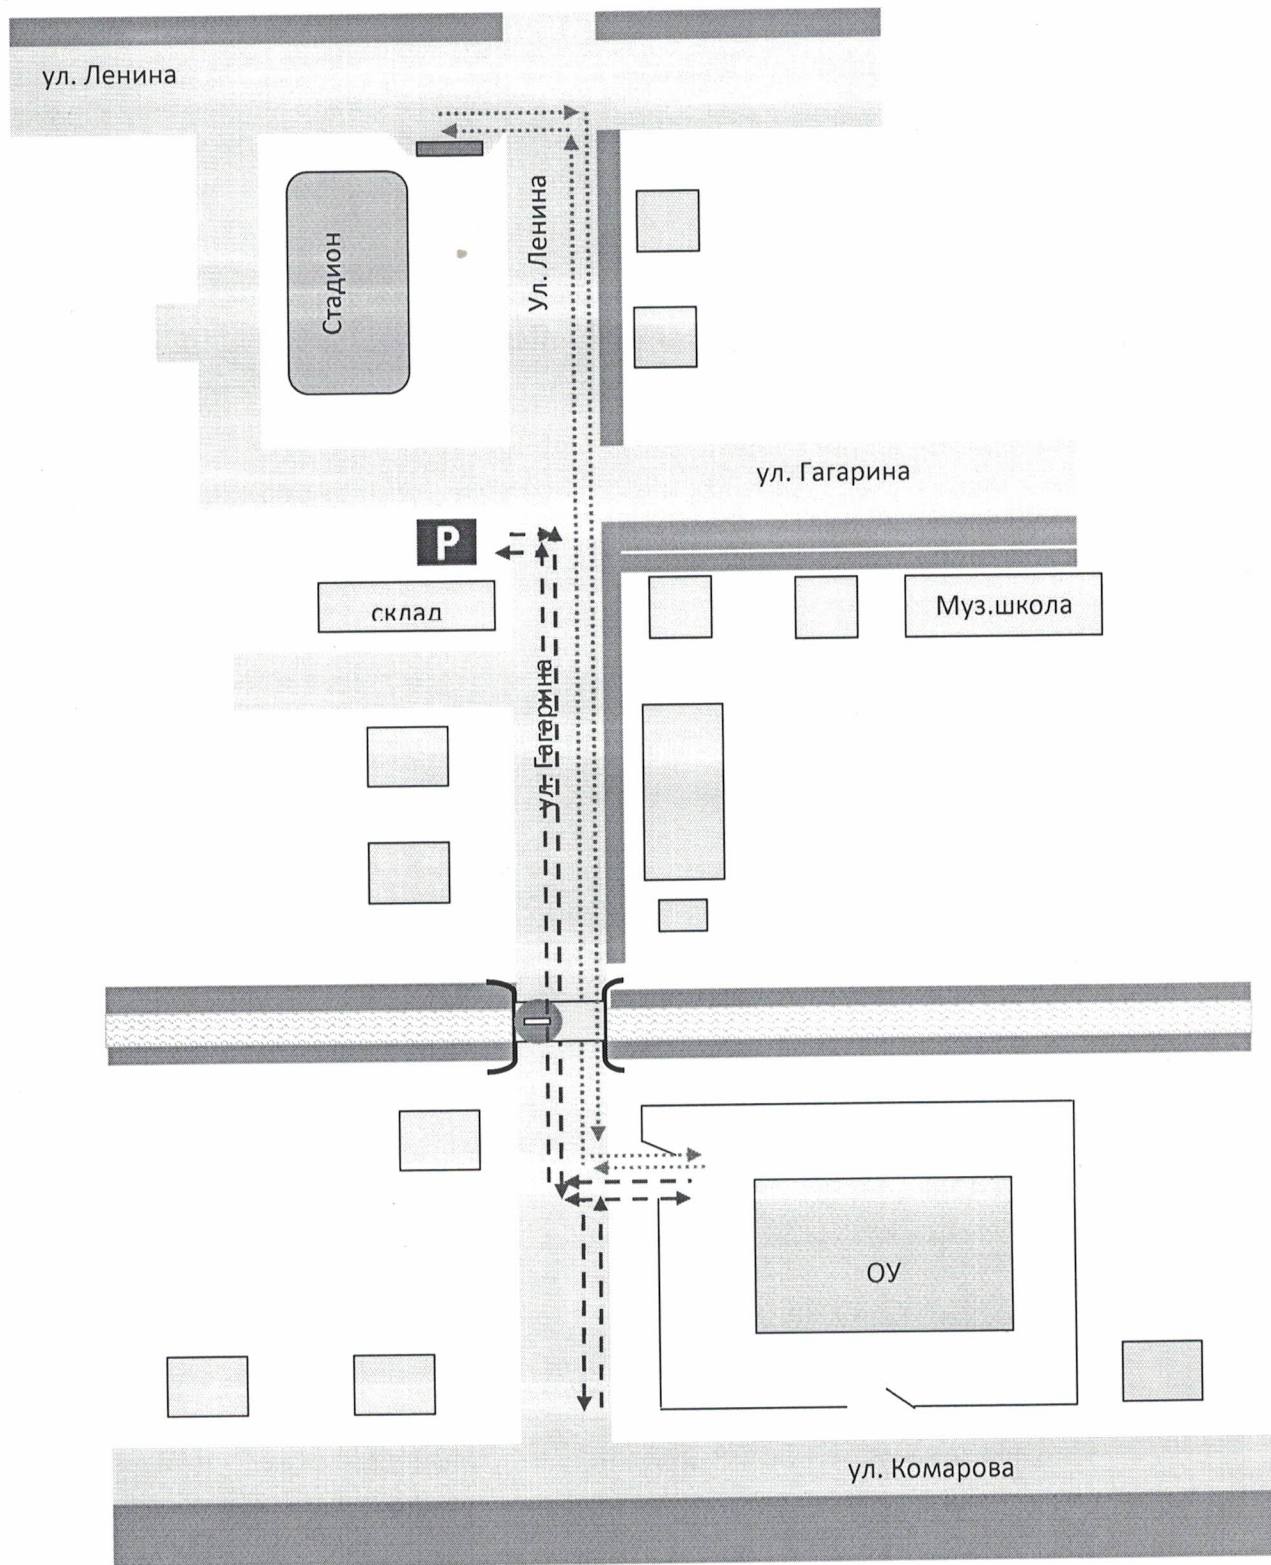 ул. Ленина
Ул. Ленина
Стадион
ул. Гагарина
P
склад
Муз.школа
ул. Гагарина
ОУ
ул. Комарова